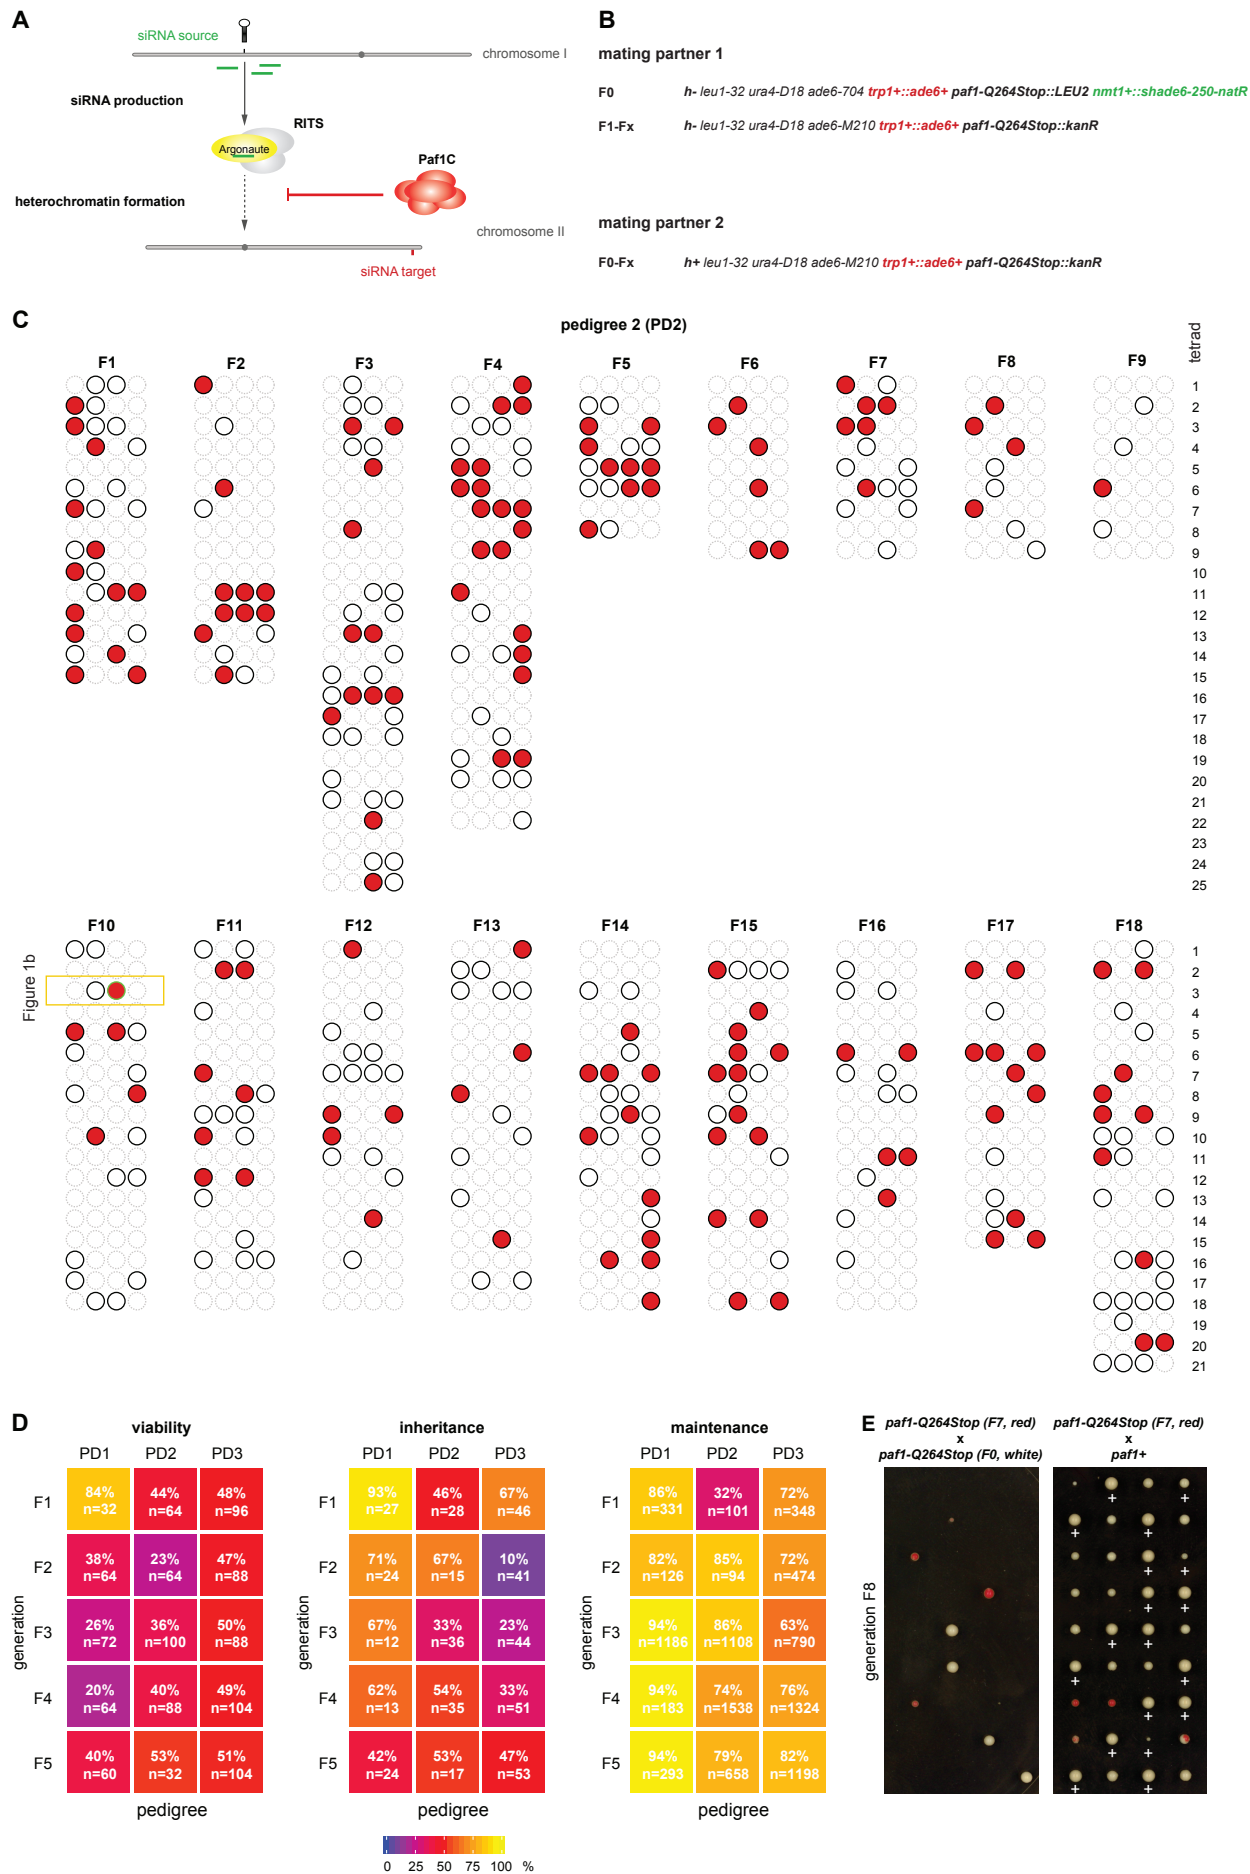 A
siRNA source
chromosome I
siRNA production
RITS
Argonaute
Paf1C
heterochromatin formation
chromosome II
siRNA target
B
mating partner 1
F0 h- leu1-32 ura4-D18 ade6-704 trp1+::ade6+ paf1-Q264Stop::LEU2 nmt1+::shade6-250-natR
F1-Fx h- leu1-32 ura4-D18 ade6-M210 trp1+::ade6+ paf1-Q264Stop::kanR
mating partner 2
F0-Fx h+ leu1-32 ura4-D18 ade6-M210 trp1+::ade6+ paf1-Q264Stop::kanR
C
pedigree 2 (PD2)
tetrad
F1 F2 F3 F4 F5 F6 F7 F8 F9
1
2
3
4
5
6
7
8
9
10
11
12
13
14
15
16
17
18
19
20
21
22
23
24
25
F10 F11 F12 F13 F14 F15 F16 F17 F18
Figure 1b
1
2
3
4
5
6
7
8
9
10
11
12
13
14
15
16
17
18
19
20
21
D
viability
PD1 PD2 PD3
generation
F1 84% n=32 44% n=64 48% n=96
F2 38% n=64 23% n=64 47% n=88
F3 26% n=72 36% n=100 50% n=88
F4 20% n=64 40% n=88 49% n=104
F5 40% n=60 53% n=32 51% n=104
pedigree
inheritance
PD1 PD2 PD3
generation
F1 93% n=27 46% n=28 67% n=46
F2 71% n=24 67% n=15 10% n=41
F3 67% n=12 33% n=36 23% n=44
F4 62% n=13 54% n=35 33% n=51
F5 42% n=24 53% n=17 47% n=53
pedigree
0 25 50 75 100 %
maintenance
PD1 PD2 PD3
generation
F1 86% n=331 32% n=101 72% n=348
F2 82% n=126 85% n=94 72% n=474
F3 94% n=1186 86% n=1108 63% n=790
F4 94% n=183 74% n=1538 76% n=1324
F5 94% n=293 79% n=658 82% n=1198
pedigree
E
paf1-Q264Stop (F7, red)
x
paf1-Q264Stop (F0, white)
paf1-Q264Stop (F7, red)
x
paf1+
generation F8
+ +
+ +
+ +
+ +
+ +
+ +
+ +
+ +
+ +